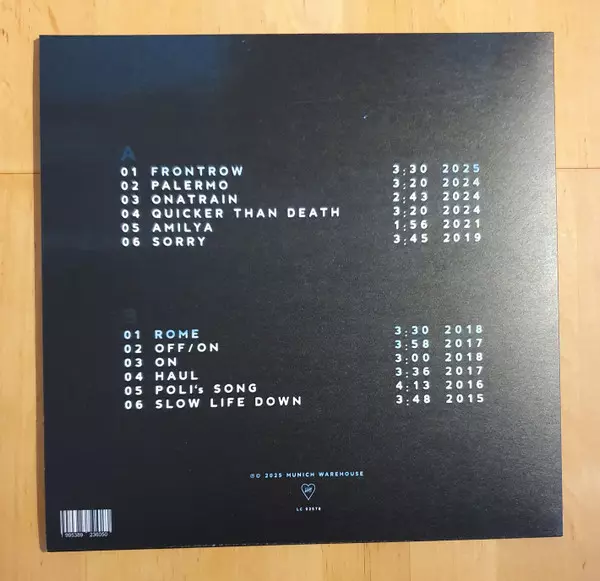 A
01 FRONTROW 3:30 2025
02 PALERMO 3:20 2024
03 ONATRAIN 2:43 2024
04 QUICKER THAN DEATH 3:20 2024
05 AMILYA 1:56 2021
06 SORRY 3:45 2019
01 ROME 3:30 2018
02 OFF/ON 3:58 2017
03 ON 3:00 2018
04 HAUL 3:36 2017
05 POLI's SONG 4:13 2016
06 SLOW LIFE DOWN 3:48 2015
℗© 2025 MUNICH WAREHOUSE